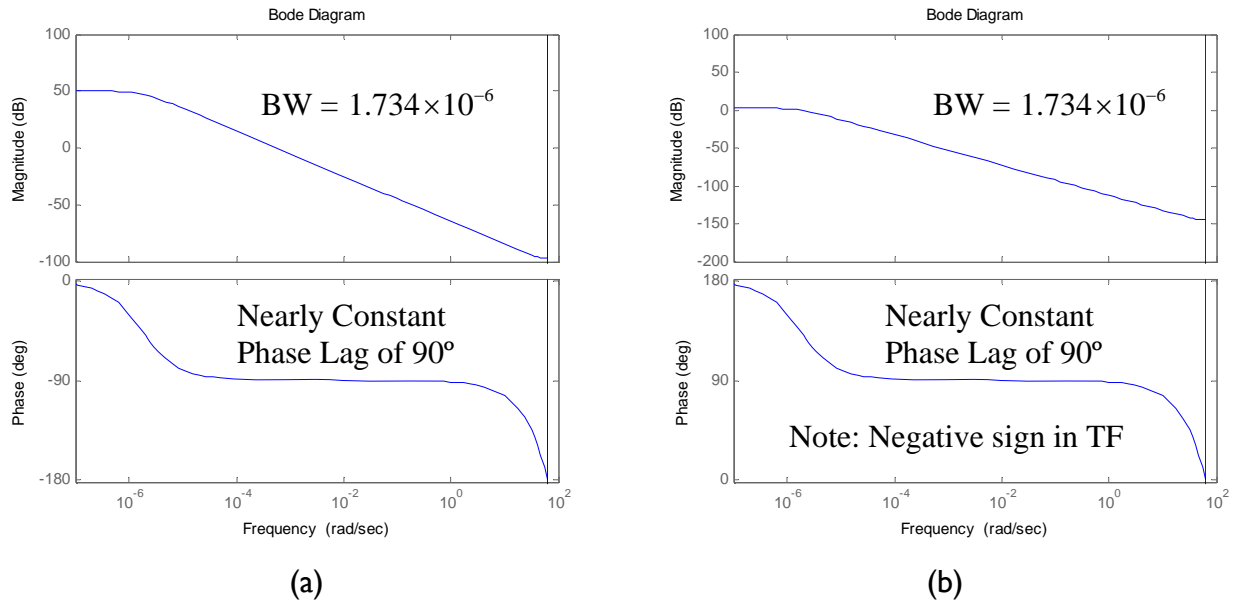 Bode Diagram
100
50
0
-50
-100
Magnitude (dB)
BW = 1.734×10⁻⁶
0
-90
-180
Phase (deg)
Nearly Constant
Phase Lag of 90º
10⁻⁶
10⁻⁴
10⁻²
10⁰
10²
Frequency (rad/sec)
(a)
Bode Diagram
100
50
0
-50
-100
-150
-200
Magnitude (dB)
BW = 1.734×10⁻⁶
180
90
0
Phase (deg)
Nearly Constant
Phase Lag of 90º
Note: Negative sign in TF
10⁻⁶
10⁻⁴
10⁻²
10⁰
10²
Frequency (rad/sec)
(b)